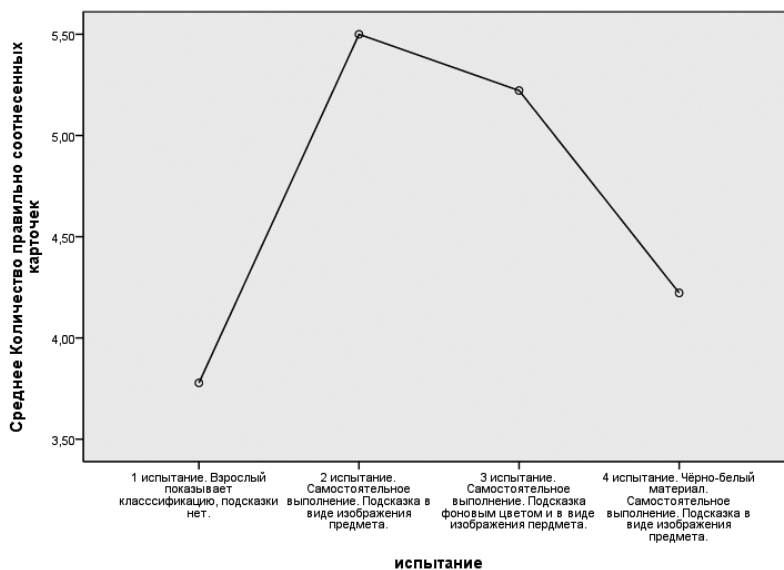 Среднее Количество правильно соотнесенных
карточек
5,50
5,00
4,50
4,00
3,50
1 испытание. Взрослый
показывает
класссификацию, подсказки
нет.
2 испытание.
Самостоятельное
выполнение. Подсказка в
виде изображения
предмета.
3 испытание.
Самостоятельное
выполнение. Подсказка
фоновым цветом и в виде
изображения пердмета.
4 испытание. Чёрно-белый
материал.
Самостоятельное
выполнение. Подсказка в
виде изображения
предмета.
испытание